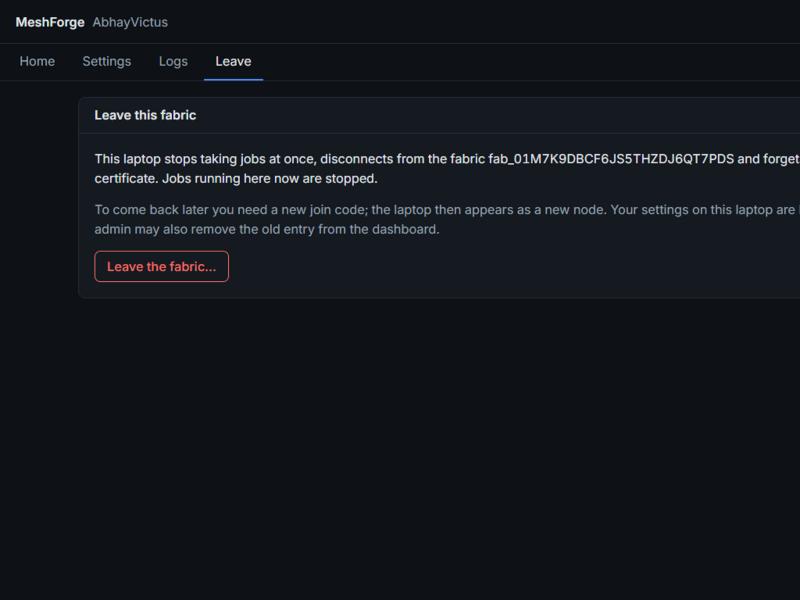 MeshForge AbhayVictus
Home Settings Logs Leave
Leave this fabric
This laptop stops taking jobs at once, disconnects from the fabric fab_01M7K9DBCF6JS5THZDJ6QT7PDS and forget
certificate. Jobs running here now are stopped.
To come back later you need a new join code; the laptop then appears as a new node. Your settings on this laptop are
admin may also remove the old entry from the dashboard.
Leave the fabric...